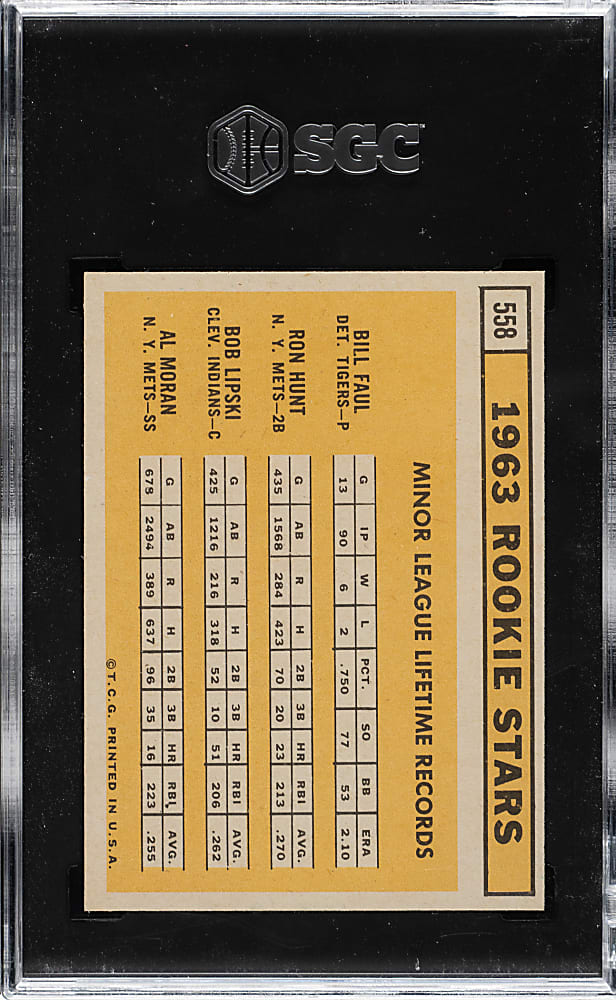 SGC
558 1963 ROOKIE STARS
MINOR LEAGUE LIFETIME RECORDS
BILL FAUL G IP W L PCT. SO BB ERA
DET. TIGERS—P 13 90 6 2 .750 77 53 2.10
RON HUNT G AB R H 2B 3B HR RBI AVG.
N. Y. METS—2B 435 1568 284 423 70 20 23 213 .270
BOB LIPSKI G AB R H 2B 3B HR RBI AVG.
CLEV. INDIANS—C 425 1216 216 318 52 10 51 206 .262
AL MORAN G AB R H 2B 3B HR RBI AVG.
N. Y. METS—SS 678 2494 389 637 96 35 16 223 .255
©T.C.G. PRINTED IN U.S.A.